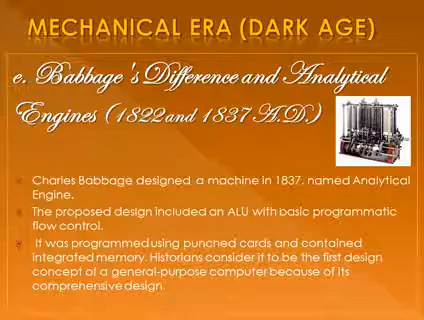 MECHANICAL ERA (DARK AGE)
e. Babbage's Difference and Analytical
Engines (1822 and 1837 A.D.)
Charles Babbage designed a machine in 1837, named Analytical
Engine.
The proposed design included an ALU with basic programmatic
flow control.
It was programmed using punched cards and contained
integrated memory. Historians consider it to be the first design
concept of a general-purpose computer because of its
comprehensive design.